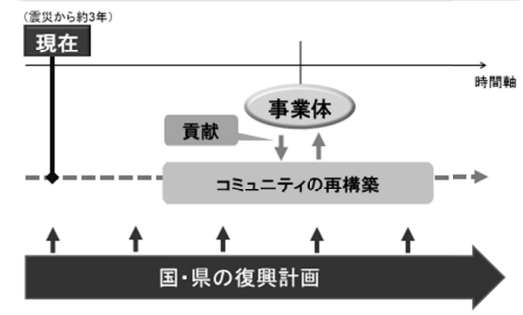 （震災から約3年）
現在
時間軸
事業体
貢献
コミュニティの再構築
国・県の復興計画